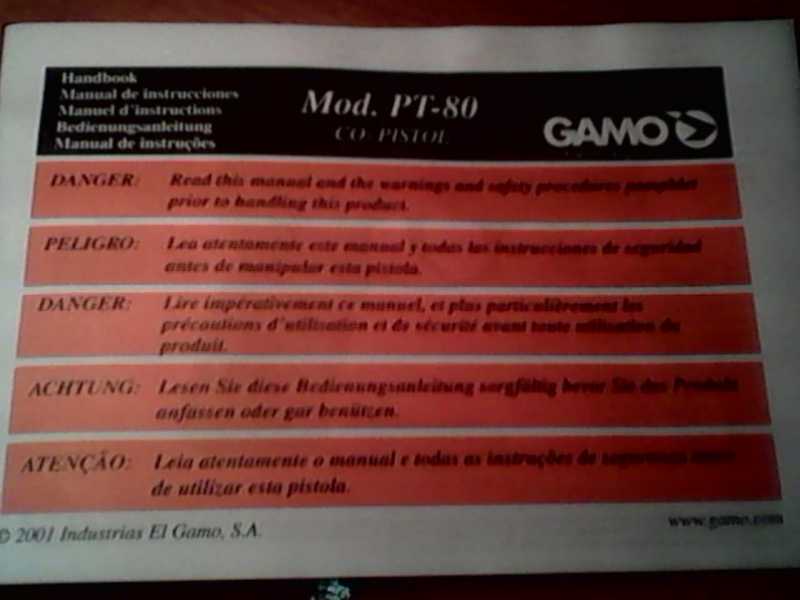 Handbook
Manual de instrucciones
Manuel d'instructions
Bedienungsanleitung
Manual de instruções
Mod. PT-80
CO2 PISTOL
GAMO
DANGER: Read this manual and the warnings and safety procedures pamphlet
prior to handling this product.
PELIGRO: Lea atentamente este manual y todas las instrucciones de seguridad
antes de manipular esta pistola.
DANGER: Lire impérativement ce manuel, et plus particulièrement les
précautions d'utilisation et de sécurité avant toute utilisation du
produit.
ACHTUNG: Lesen Sie diese Bedienungsanleitung sorgfältig bevor Sie das Produkt
anfassen oder gar benützen.
ATENÇÃO: Leia atentamente o manual e todas as instruções de segurança antes
de utilizar esta pistola.
© 2001 Industrias El Gamo, S.A.
www.gamo.com